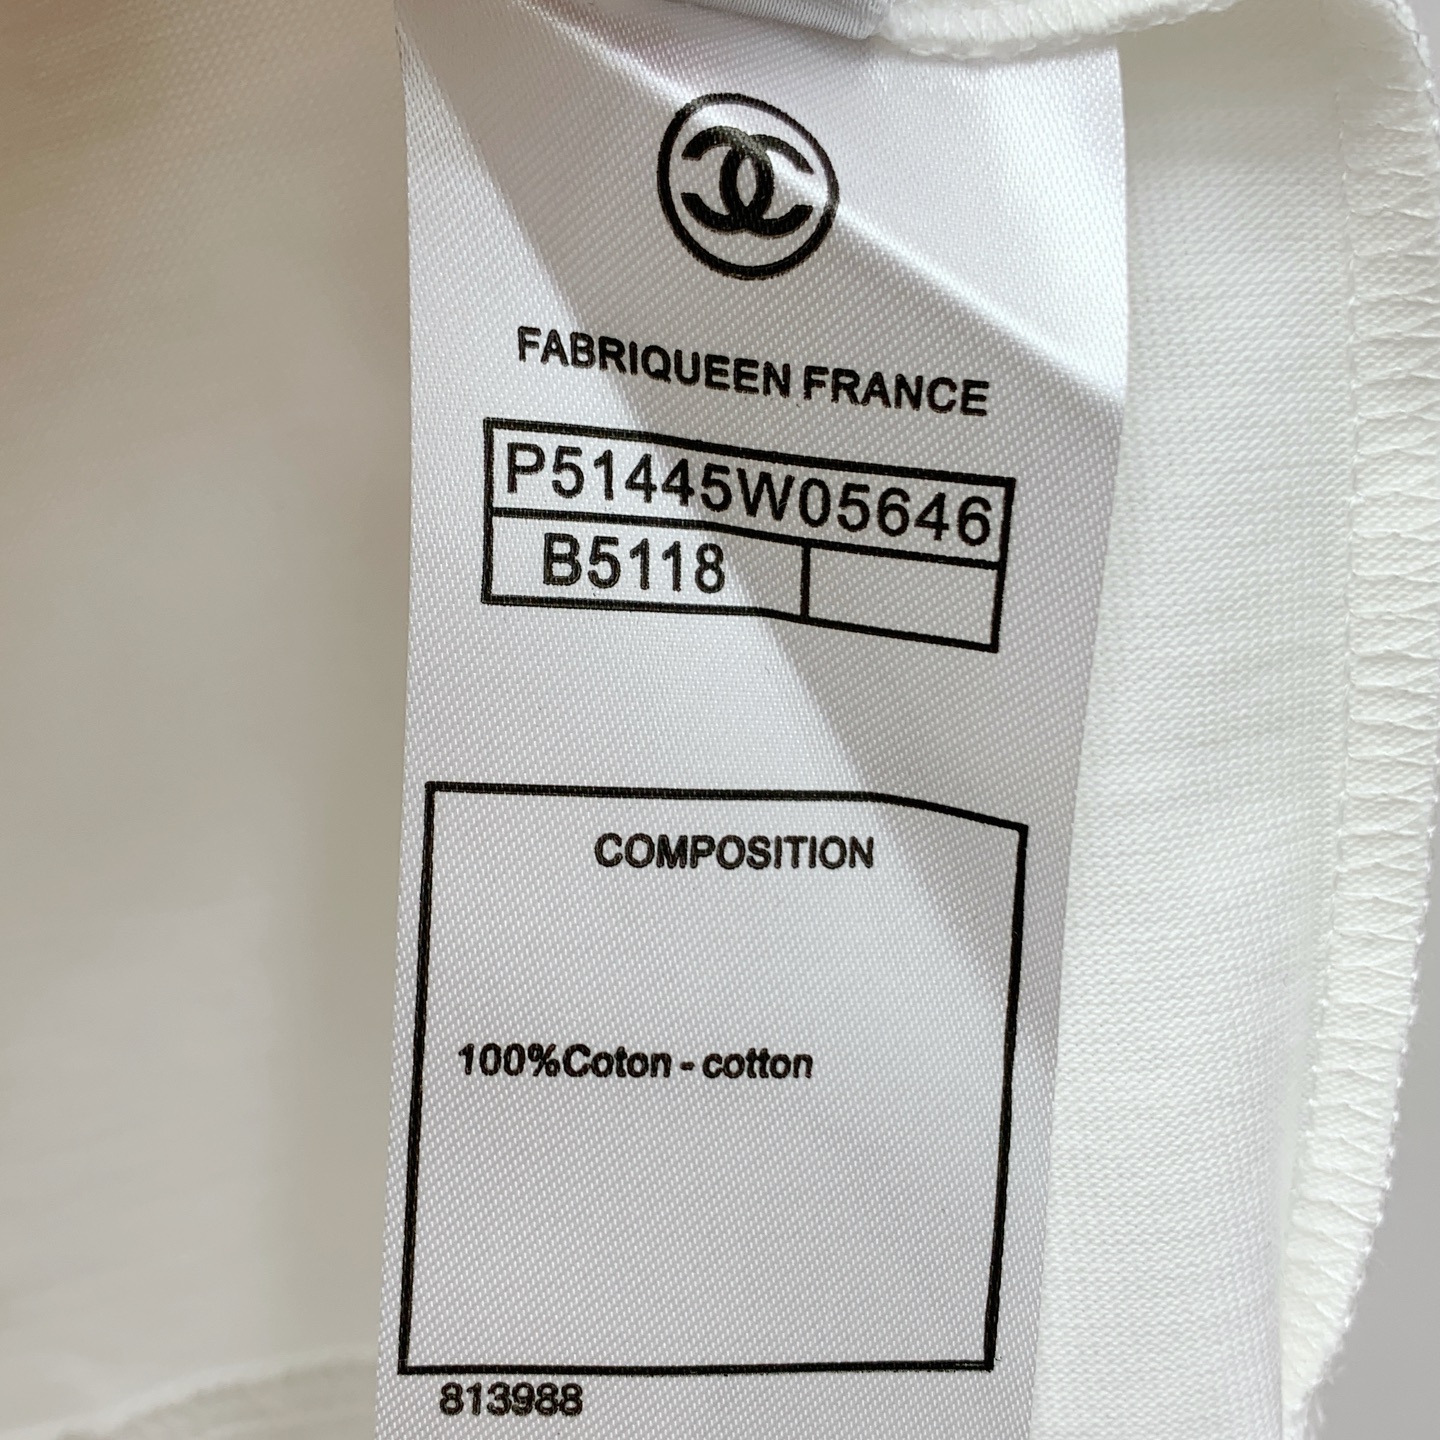 FABRIQUEEN FRANCE
P51445W05646
B5118
COMPOSITION
100%Coton - cotton
813988